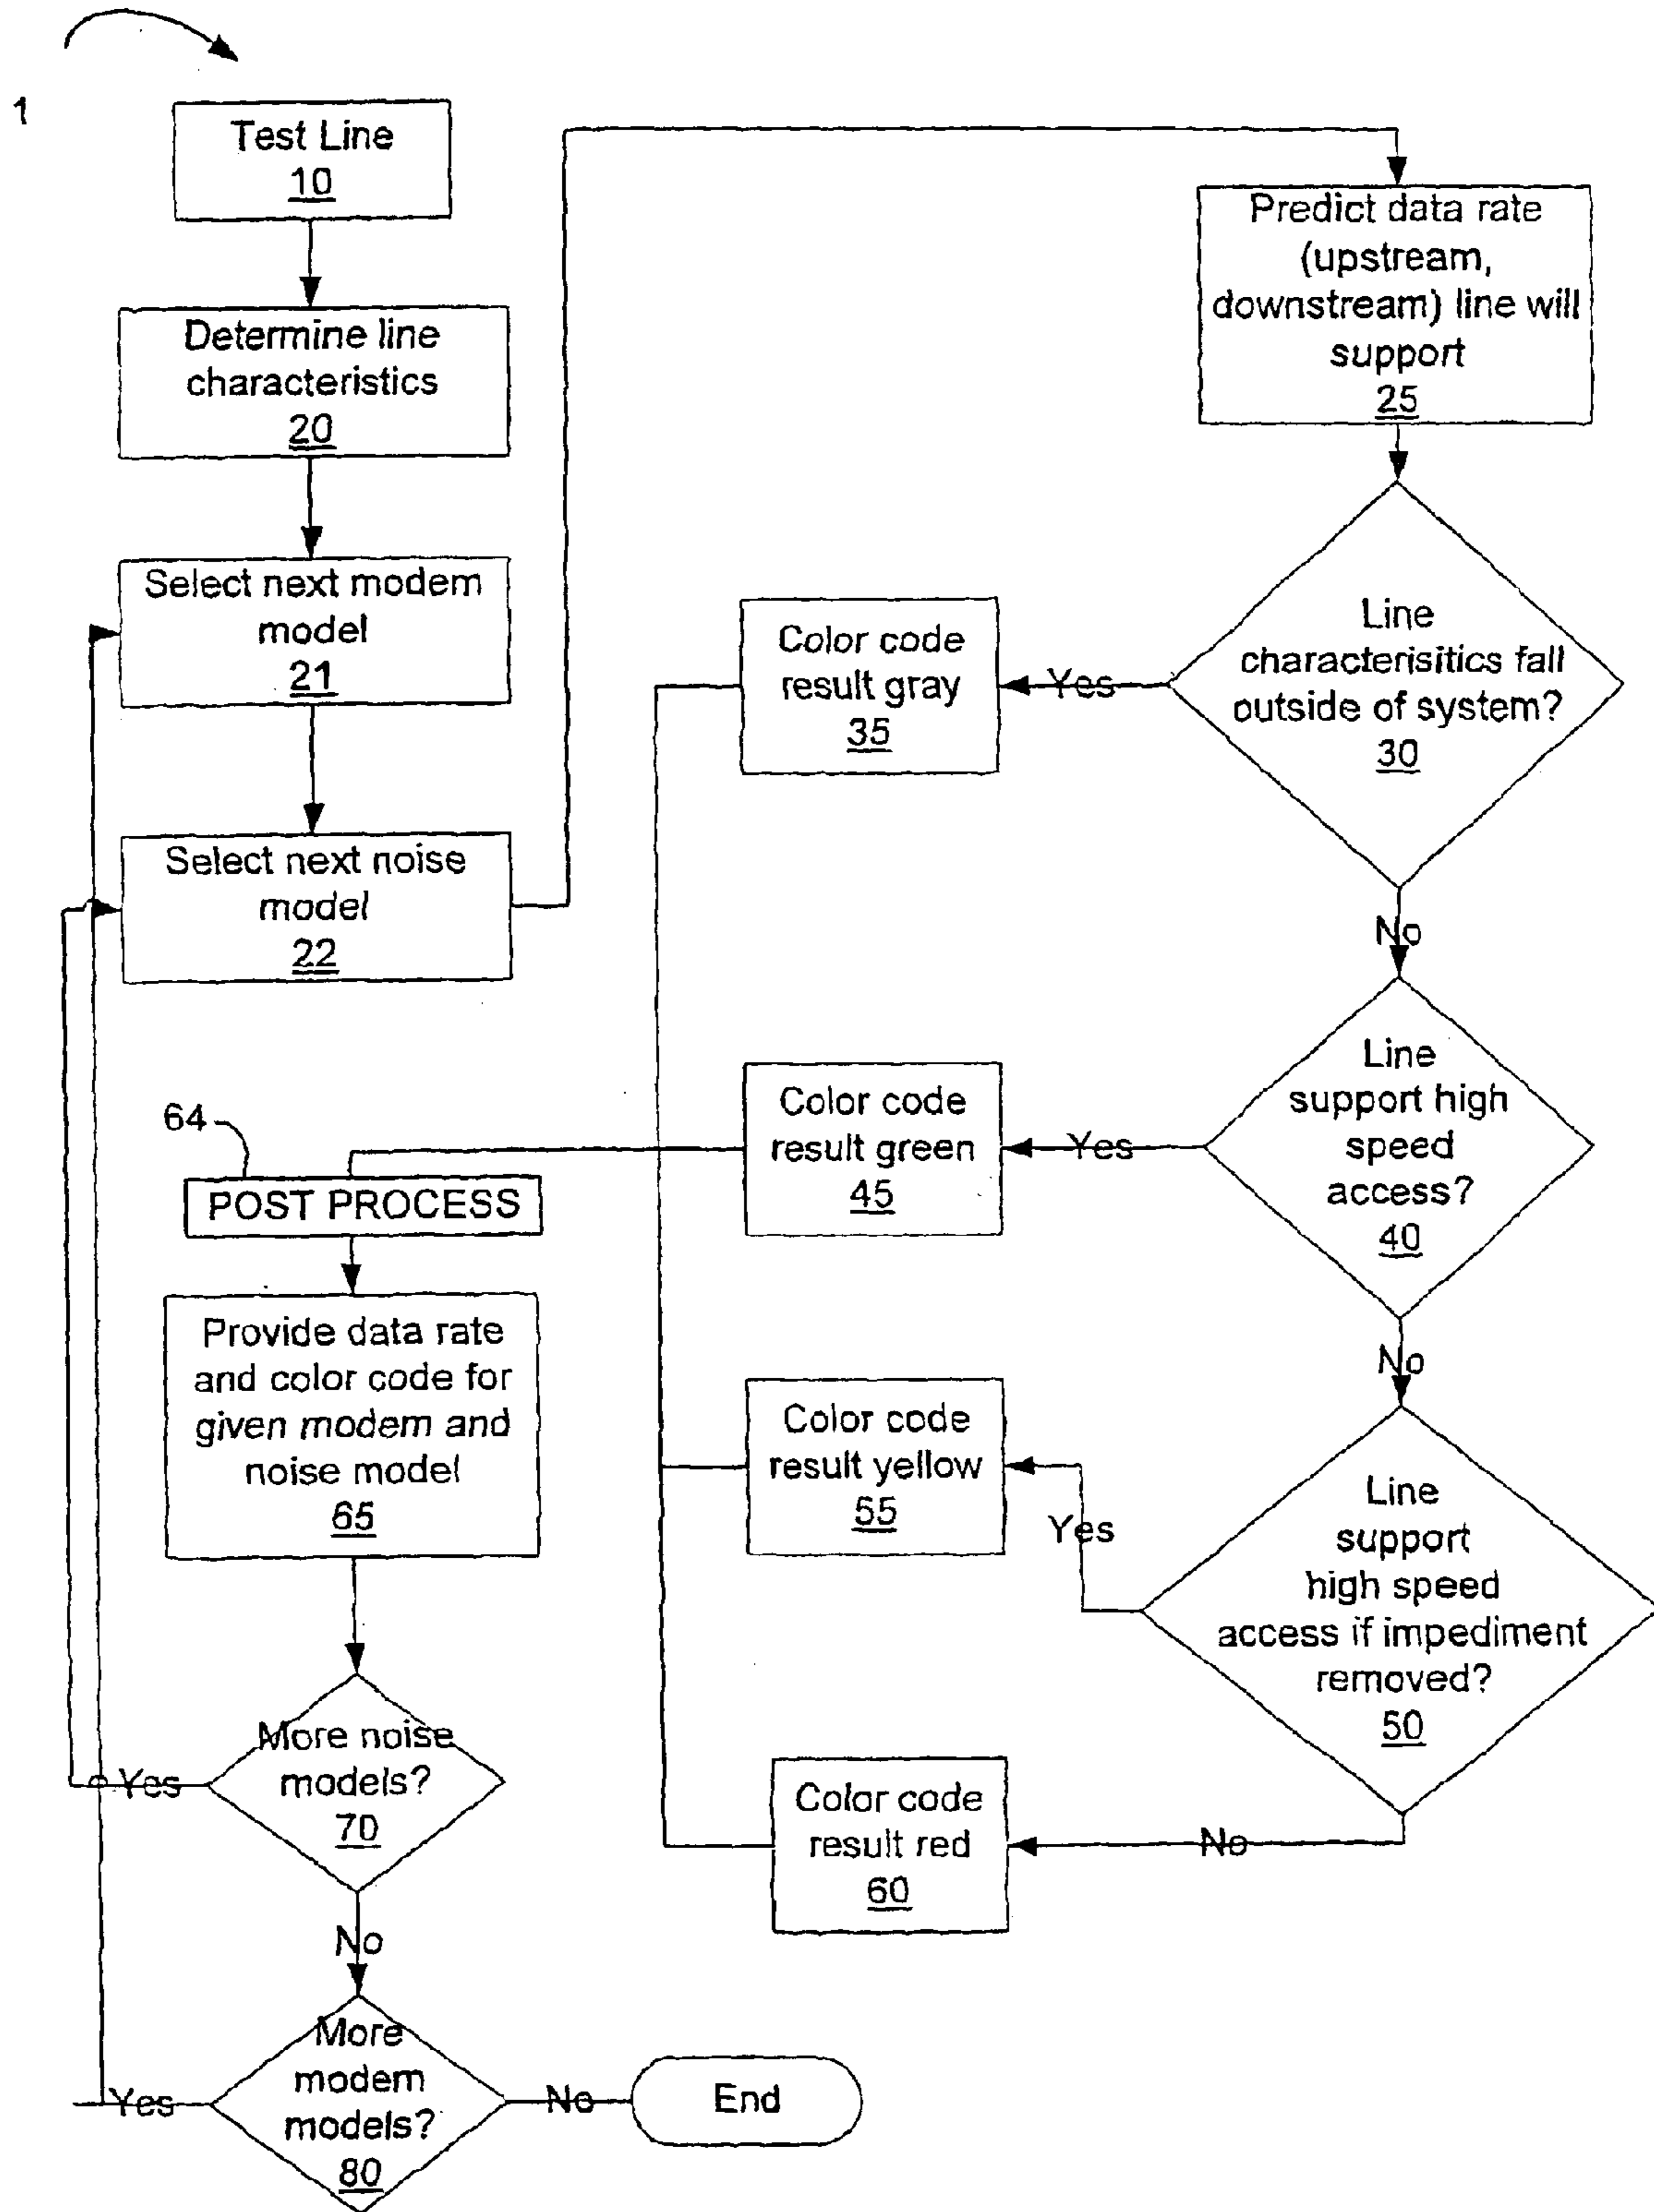 1
Test Line
10
Determine line
characteristics
20
Select next modem
model
21
Select next noise
model
22
Predict data rate
(upstream,
downstream) line will
support
25
Line
characterisitics fall
outside of system?
30
Yes
Color code
result gray
35
No
Line
support high
speed
access?
40
Yes
Color code
result green
45
No
Line
support
high speed
access if impediment
removed?
50
Yes
Color code
result yellow
55
No
Color code
result red
60
64
POST PROCESS
Provide data rate
and color code for
given modem and
noise model
65
More noise
models?
70
Yes
No
More
modem
models?
80
Yes
No
End